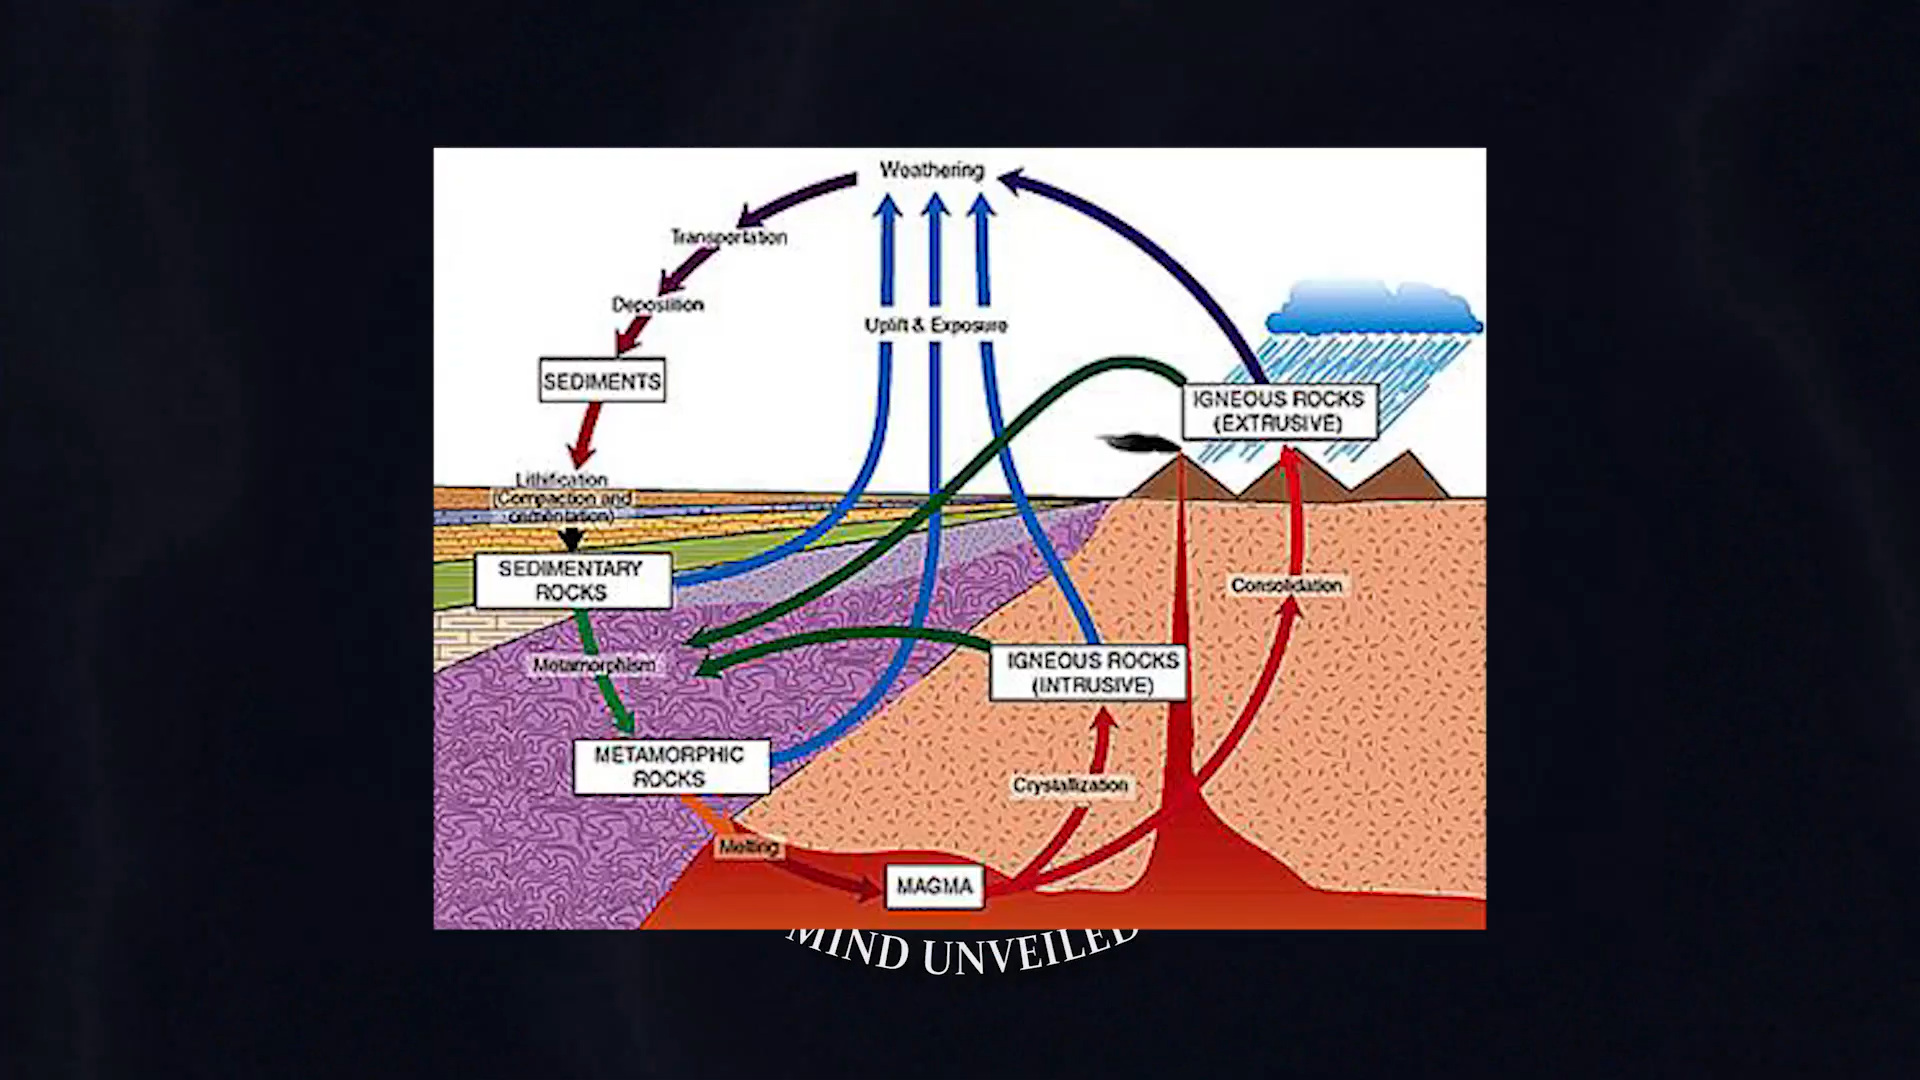 Weathering
Transportation
Deposition
Uplift & Exposure
SEDIMENTS
IGNEOUS ROCKS
(EXTRUSIVE)
Lithification
(Compaction and
cementation)
SEDIMENTARY
ROCKS
Consolidation
Metamorphism
IGNEOUS ROCKS
(INTRUSIVE)
METAMORPHIC
ROCKS
Crystallization
Melting
MAGMA
MIND UNVEILED